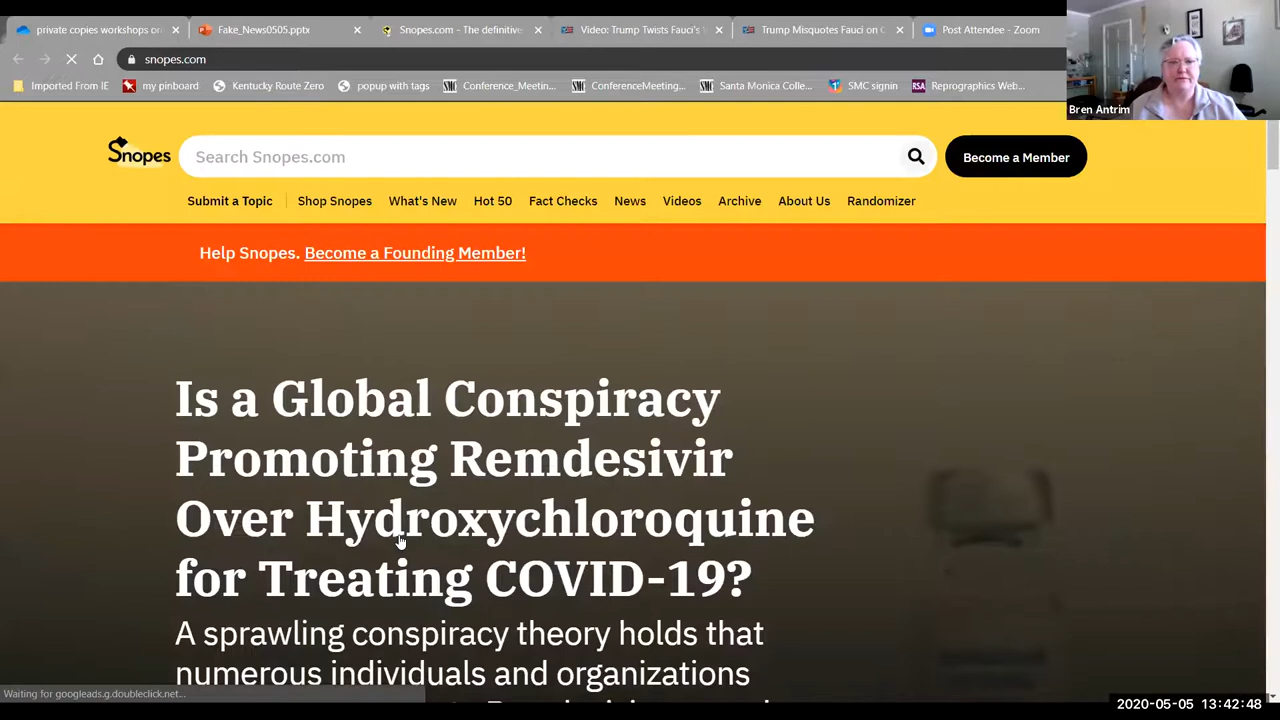 private copies workshops or
Fake_News0505.pptx
Snopes.com - The definitive
Video: Trump Twists Fauci's
Trump Misquotes Fauci on
Post Attendee - Zoom
snopes.com
Imported From IE
my pinboard
Kentucky Route Zero
popup with tags
Conference_Meetin...
ConferenceMeeting...
Santa Monica Colle...
SMC signin
Reprographics Web...
Bren Antrim
Snopes
Search Snopes.com
Become a Member
Submit a Topic
Shop Snopes
What's New
Hot 50
Fact Checks
News
Videos
Archive
About Us
Randomizer
Help Snopes. Become a Founding Member!
Is a Global Conspiracy
Promoting Remdesivir
Over Hydroxychloroquine
for Treating COVID-19?
A sprawling conspiracy theory holds that
numerous individuals and organizations
Waiting for googleads.g.doubleclick.net...
2020-05-05 13:42:48